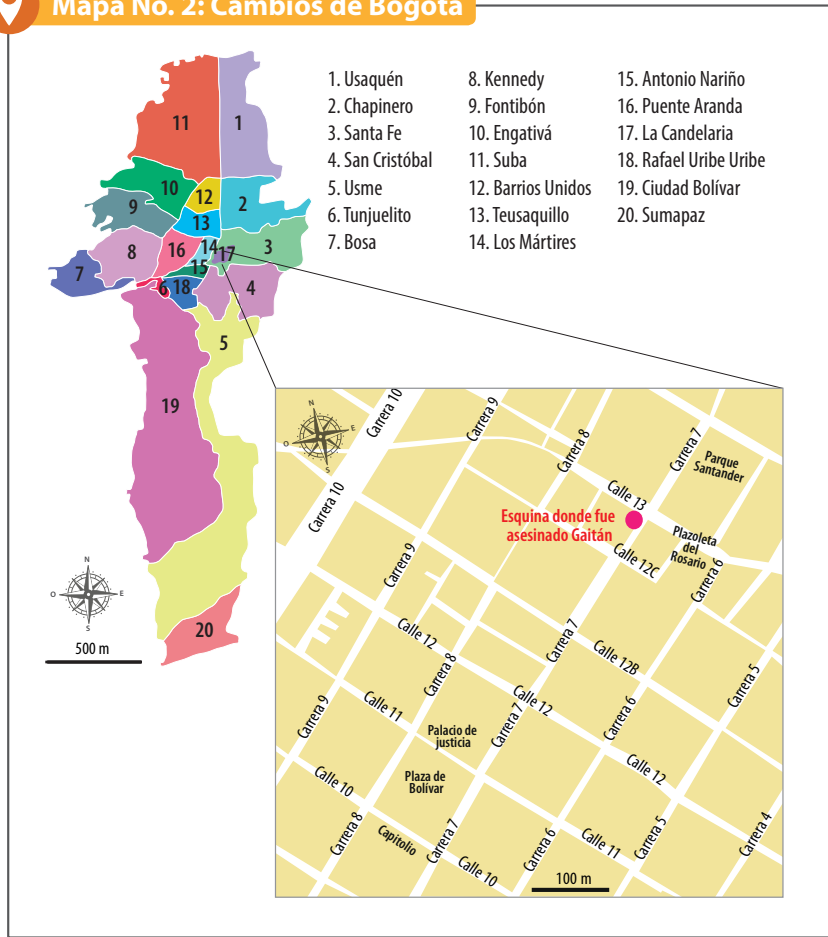 Mapa No. 2: Cambios de Bogotá
1. Usaquén
2. Chapinero
3. Santa Fe
4. San Cristóbal
5. Usme
6. Tunjuelito
7. Bosa
8. Kennedy
9. Fontibón
10. Engativá
11. Suba
12. Barrios Unidos
13. Teusaquillo
14. Los Mártires
15. Antonio Nariño
16. Puente Aranda
17. La Candelaria
18. Rafael Uribe Uribe
19. Ciudad Bolívar
20. Sumapaz
11
1
10
12
2
9
13
8
16
14
17
3
7
15
6
18
4
5
19
20
N
O
E
S
500 m
N
O
E
S
Carrera 10
Carrera 9
Carrera 8
Carrera 7
Parque
Santander
Carrera 10
Calle 13
Esquina donde fue
asesinado Gaitán
Plazoleta
del
Rosario
Carrera 9
Calle 12C
Carrera 6
Calle 12
Carrera 7
Calle 12B
Carrera 8
Carrera 5
Carrera 9
Calle 11
Calle 12
Carrera 7
Carrera 6
Palacio de
justicia
Calle 10
Plaza de
Bolívar
Calle 12
Carrera 8
Capitolio
Carrera 7
Calle 10
Carrera 6
Calle 11
Carrera 5
Carrera 4
100 m